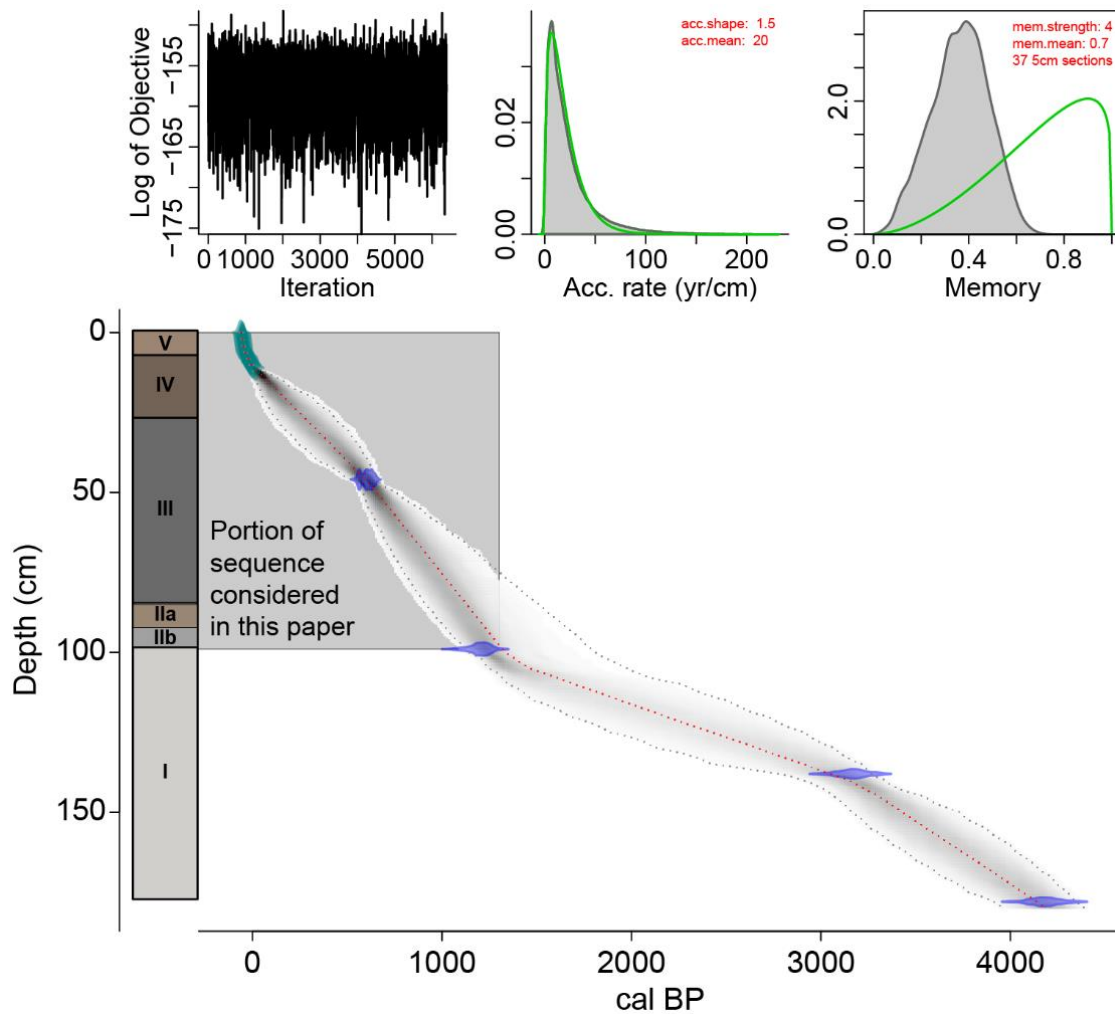 Log of Objective
−155
−165
−175
0 1000 3000 5000
Iteration
acc.shape: 1.5
acc.mean: 20
0.02
0.00
0 100 200
Acc. rate (yr/cm)
mem.strength: 4
mem.mean: 0.7
37 5cm sections
2.0
0.0
0.0 0.4 0.8
Memory
Depth (cm)
0
50
100
150
V
IV
III
IIa
IIb
I
Portion of
sequence
considered
in this paper
0 1000 2000 3000 4000
cal BP